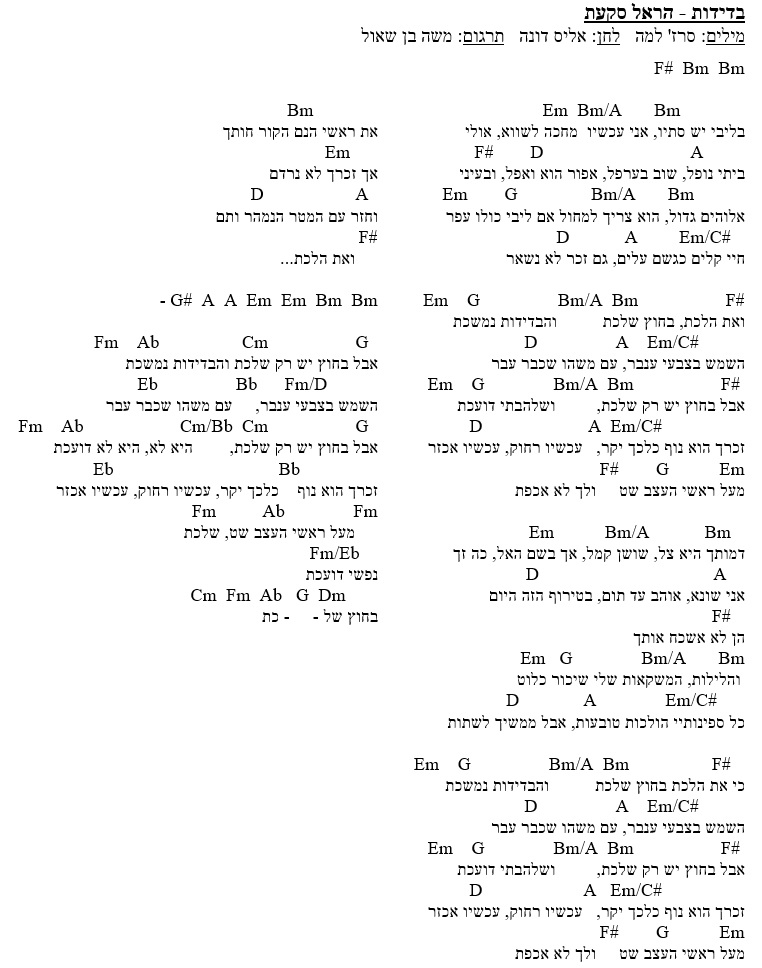 בדידות - הראל סקעת
מילים: סרז' למה   לחן: אליס דונה   תרגום: משה בן שאול
F#  Bm  Bm
Em  Bm/A  Bm
בליבי יש סתיו, אני עכשיו  מחכה לשווא, אולי
F#  D  A
ביתי נופל, שוב בערפל, אפור הוא ואפל, ובעיני
Em  G  Bm/A  Bm
אלוהים גדול, הוא צריך למחול אם ליבי כולו עפר
D  A  Em/C#
חיי קלים כגשם עלים, גם זכר לא נשאר
Em  G  Bm/A  Bm  F#
ואת הלכת, בחוץ שלכת  והבדידות נמשכת
D  A  Em/C#
השמש בצבעי ענבר, עם משהו שכבר עבר
Em  G  Bm/A  Bm  F#
אבל בחוץ יש רק שלכת,  ושלהבתי דועכת
D  A  Em/C#
זכרך הוא נוף כלכך יקר,  עכשיו רחוק, עכשיו אכזר
F#  G  Em
מעל ראשי העצב שט  ולך לא אכפת
Em  Bm/A  Bm
דמותך היא צל, שושן קמל, אך בשם האל, כה זך
D  A
אני שונא, אוהב עד תום, בטירוף הזה היום
F#
הן לא אשכח אותך
Em  G  Bm/A  Bm
והלילות, המשקאות שלי שיכור כלוט
D  A  Em/C#
כל ספינותיי הולכות טובעות, אבל ממשיך לשתות
Em  G  Bm/A  Bm  F#
כי את הלכת בחוץ שלכת  והבדידות נמשכת
D  A  Em/C#
השמש בצבעי ענבר, עם משהו שכבר עבר
Em  G  Bm/A  Bm  F#
אבל בחוץ יש רק שלכת,  ושלהבתי דועכת
D  A  Em/C#
זכרך הוא נוף כלכך יקר,  עכשיו רחוק, עכשיו אכזר
F#  G  Em
מעל ראשי העצב שט  ולך לא אכפת
Bm
את ראשי הנם הקור חותך
Em
אך זכרך לא נרדם
D  A
וחזר עם המטר הנמהר ותם
F#
ואת הלכת...
- G#  A  A  Em  Em  Bm  Bm
Fm  Ab  Cm  G
אבל בחוץ יש רק שלכת והבדידות נמשכת
Eb  Bb  Fm/D
השמש בצבעי ענבר,  עם משהו שכבר עבר
Fm  Ab  Cm/Bb  Cm  G
אבל בחוץ יש רק שלכת,  היא לא, היא לא דועכת
Eb  Bb
זכרך הוא נוף  כלכך יקר, עכשיו רחוק, עכשיו אכזר
Fm  Ab  Fm
מעל ראשי העצב שט, שלכת
Fm/Eb
נפשי דועכת
Cm  Fm  Ab  G  Dm
בחוץ של -  - כת